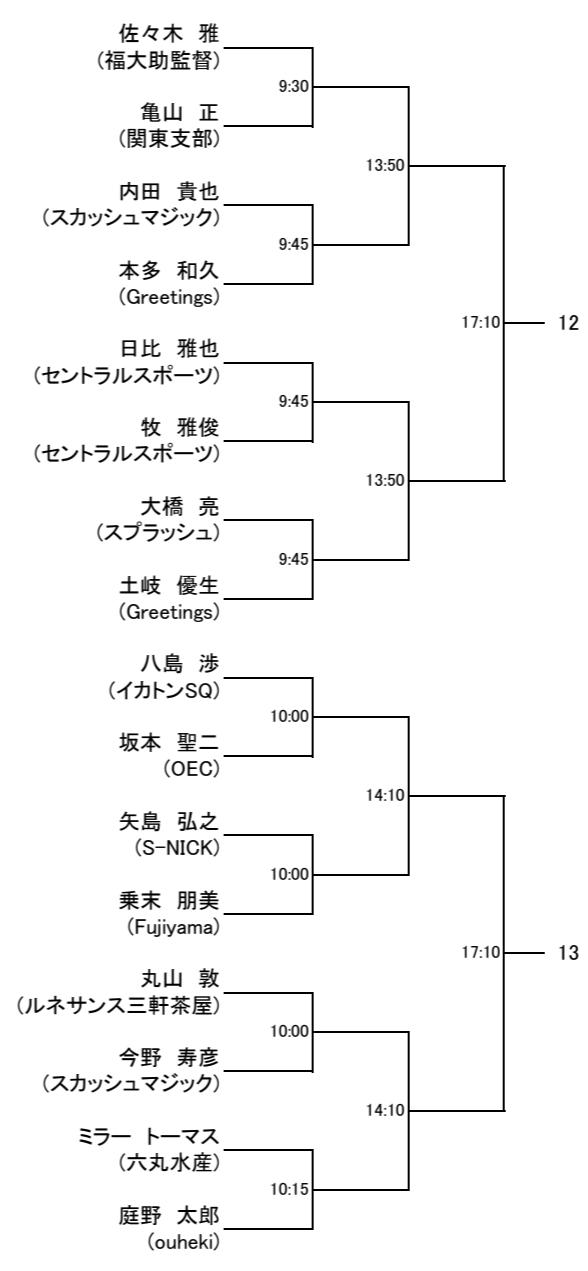 佐々木 雅
(福大助監督)
9:30
亀山 正
(関東支部)
13:50
内田 貴也
(スカッシュマジック)
9:45
本多 和久
(Greetings)
17:10
12
日比 雅也
(セントラルスポーツ)
9:45
牧 雅俊
(セントラルスポーツ)
13:50
大橋 亮
(スプラッシュ)
9:45
土岐 優生
(Greetings)
八島 渉
(イカトンSQ)
10:00
坂本 聖二
(OEC)
14:10
矢島 弘之
(S-NICK)
10:00
乗末 朋美
(Fujiyama)
17:10
13
丸山 敦
(ルネサンス三軒茶屋)
10:00
今野 寿彦
(スカッシュマジック)
14:10
ミラー トーマス
(六丸水産)
10:15
庭野 太郎
(ouheki)